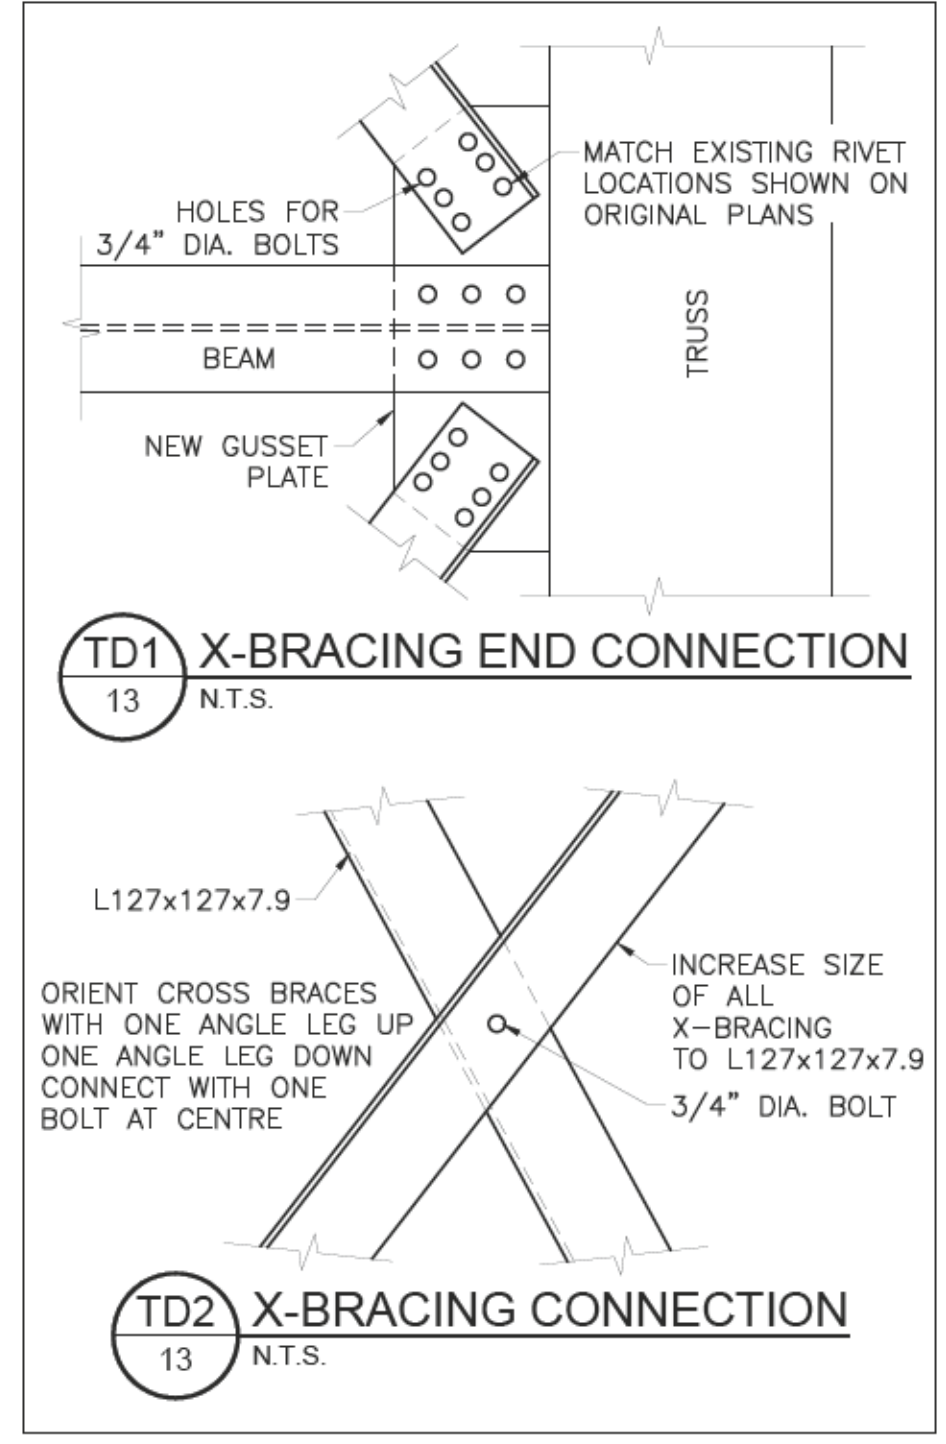 MATCH EXISTING RIVET
LOCATIONS SHOWN ON
ORIGINAL PLANS
HOLES FOR
3/4" DIA. BOLTS
TRUSS
BEAM
NEW GUSSET
PLATE
TD1
13
X-BRACING END CONNECTION
N.T.S.
L127x127x7.9
ORIENT CROSS BRACES
WITH ONE ANGLE LEG UP
ONE ANGLE LEG DOWN
CONNECT WITH ONE
BOLT AT CENTRE
INCREASE SIZE
OF ALL
X-BRACING
TO L127x127x7.9
3/4" DIA. BOLT
TD2
13
X-BRACING CONNECTION
N.T.S.